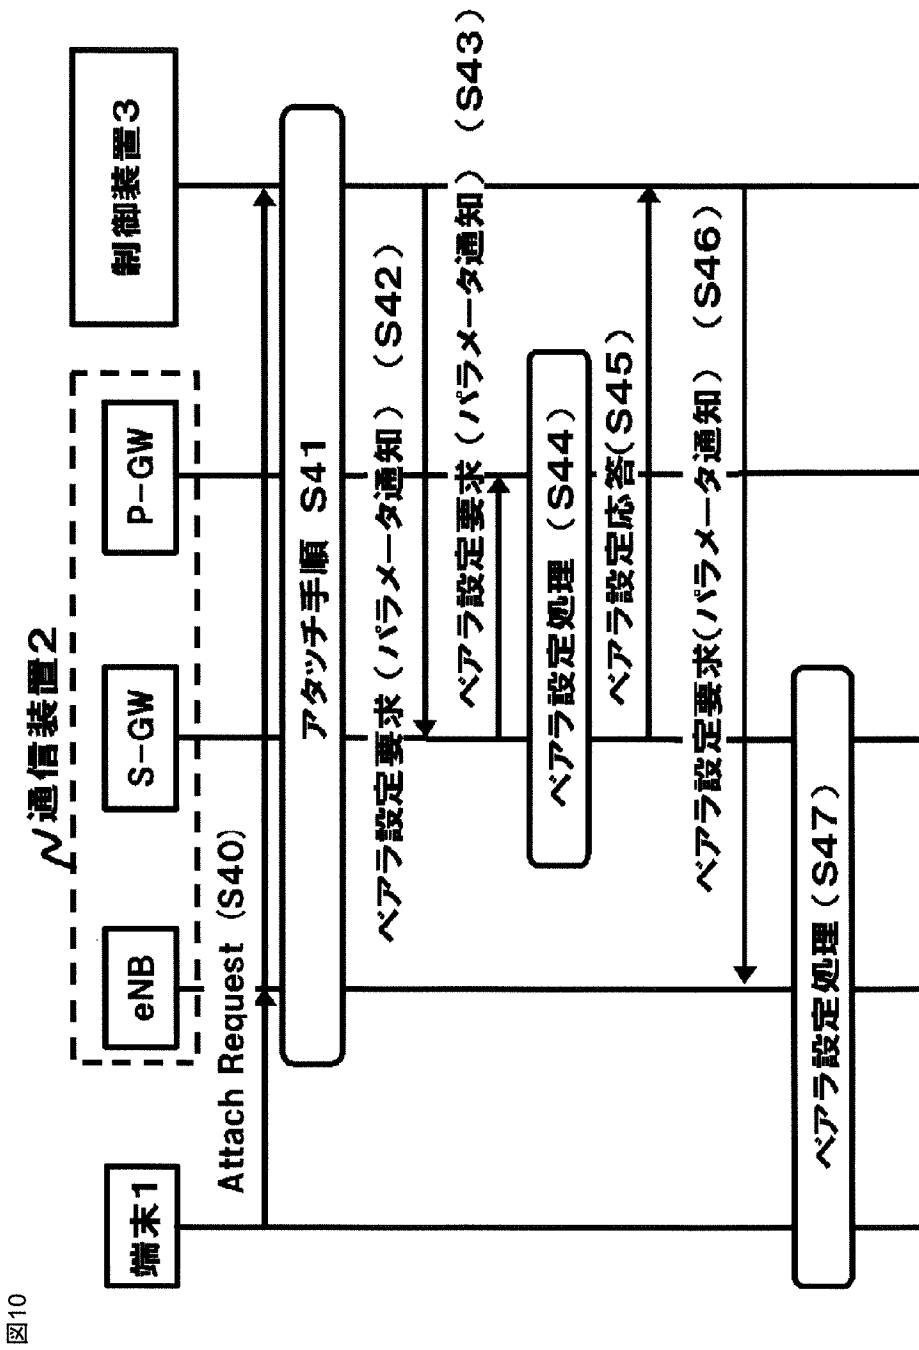 図10
通信装置2
端末1
eNB
S-GW
P-GW
制御装置3
Attach Request (S40)
アタッチ手順 S41
ベアラ設定要求(パラメータ通知) (S42)
ベアラ設定要求(パラメータ通知) (S43)
ベアラ設定処理 (S44)
ベアラ設定応答(S45)
ベアラ設定要求(パラメータ通知) (S46)
ベアラ設定処理(S47)